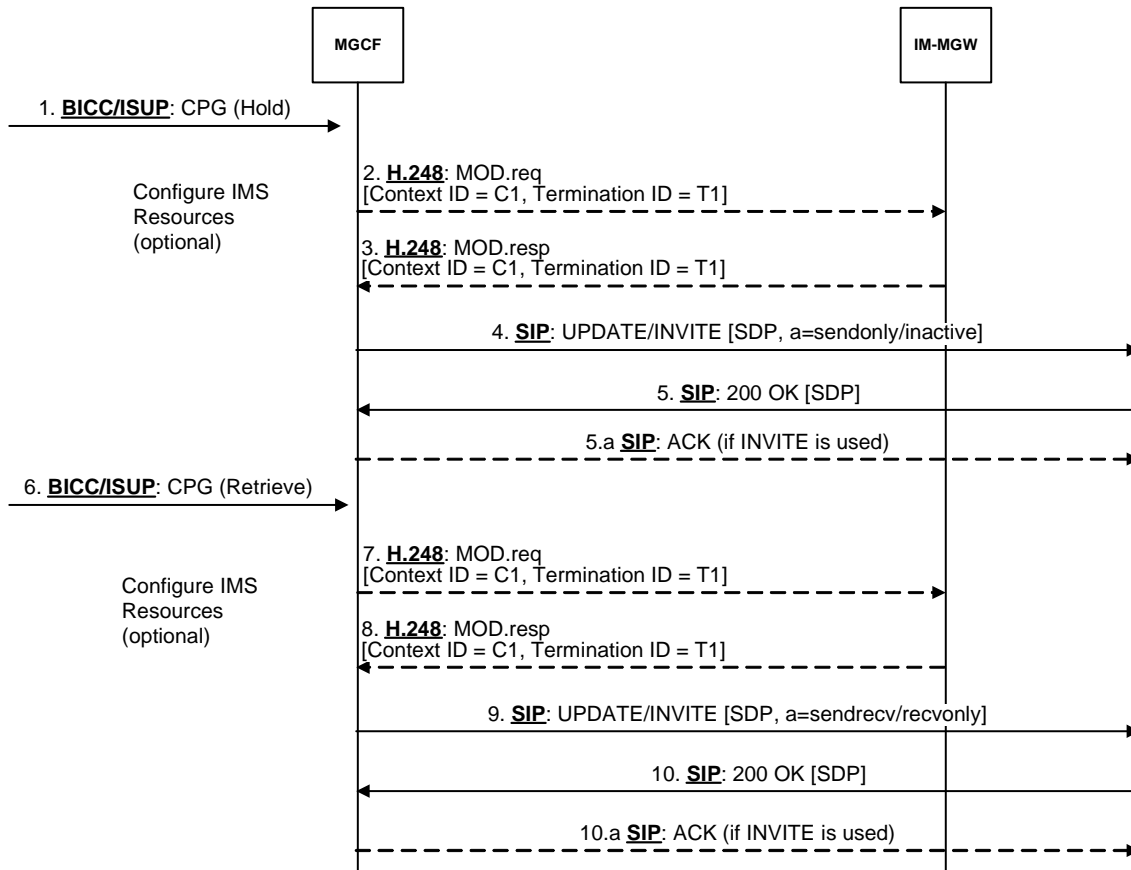 MGCF
IM-MGW
1. BICC/ISUP: CPG (Hold)
Configure IMS
Resources
(optional)
2. H.248: MOD.req
[Context ID = C1, Termination ID = T1]
3. H.248: MOD.resp
[Context ID = C1, Termination ID = T1]
4. SIP: UPDATE/INVITE [SDP, a=sendonly/inactive]
5. SIP: 200 OK [SDP]
5.a SIP: ACK (if INVITE is used)
6. BICC/ISUP: CPG (Retrieve)
Configure IMS
Resources
(optional)
7. H.248: MOD.req
[Context ID = C1, Termination ID = T1]
8. H.248: MOD.resp
[Context ID = C1, Termination ID = T1]
9. SIP: UPDATE/INVITE [SDP, a=sendrecv/recvonly]
10. SIP: 200 OK [SDP]
10.a SIP: ACK (if INVITE is used)